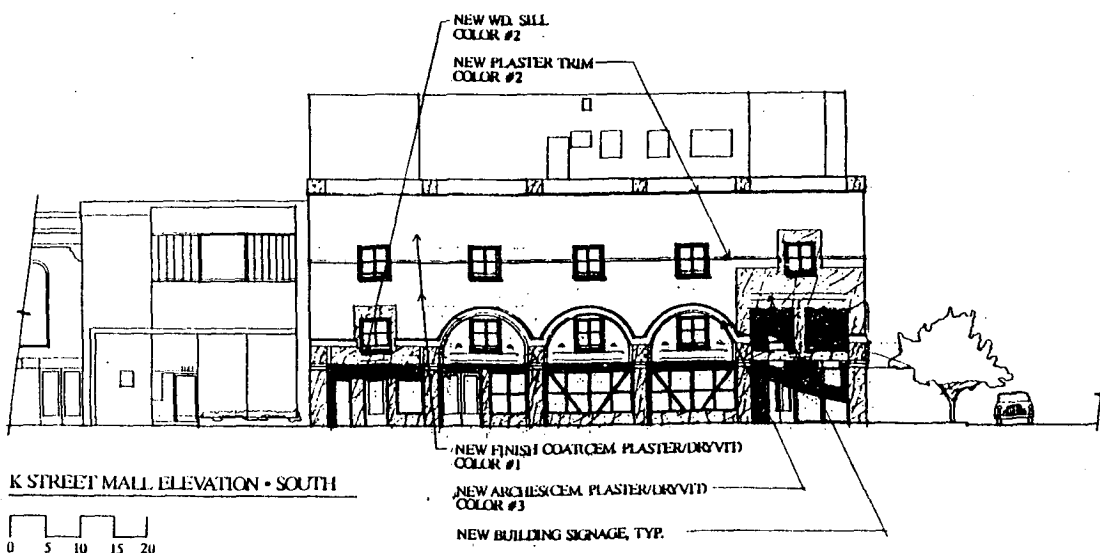 NEW WD. SILL
COLOR #2
NEW PLASTER TRIM
COLOR #2
NEW FINISH COAT(CEM. PLASTER/DRYVIT)
COLOR #1
NEW ARCHES(CEM. PLASTER/DRYVIT)
COLOR #3
NEW BUILDING SIGNAGE, TYP.
K STREET MALL ELEVATION • SOUTH
0 5 10 15 20